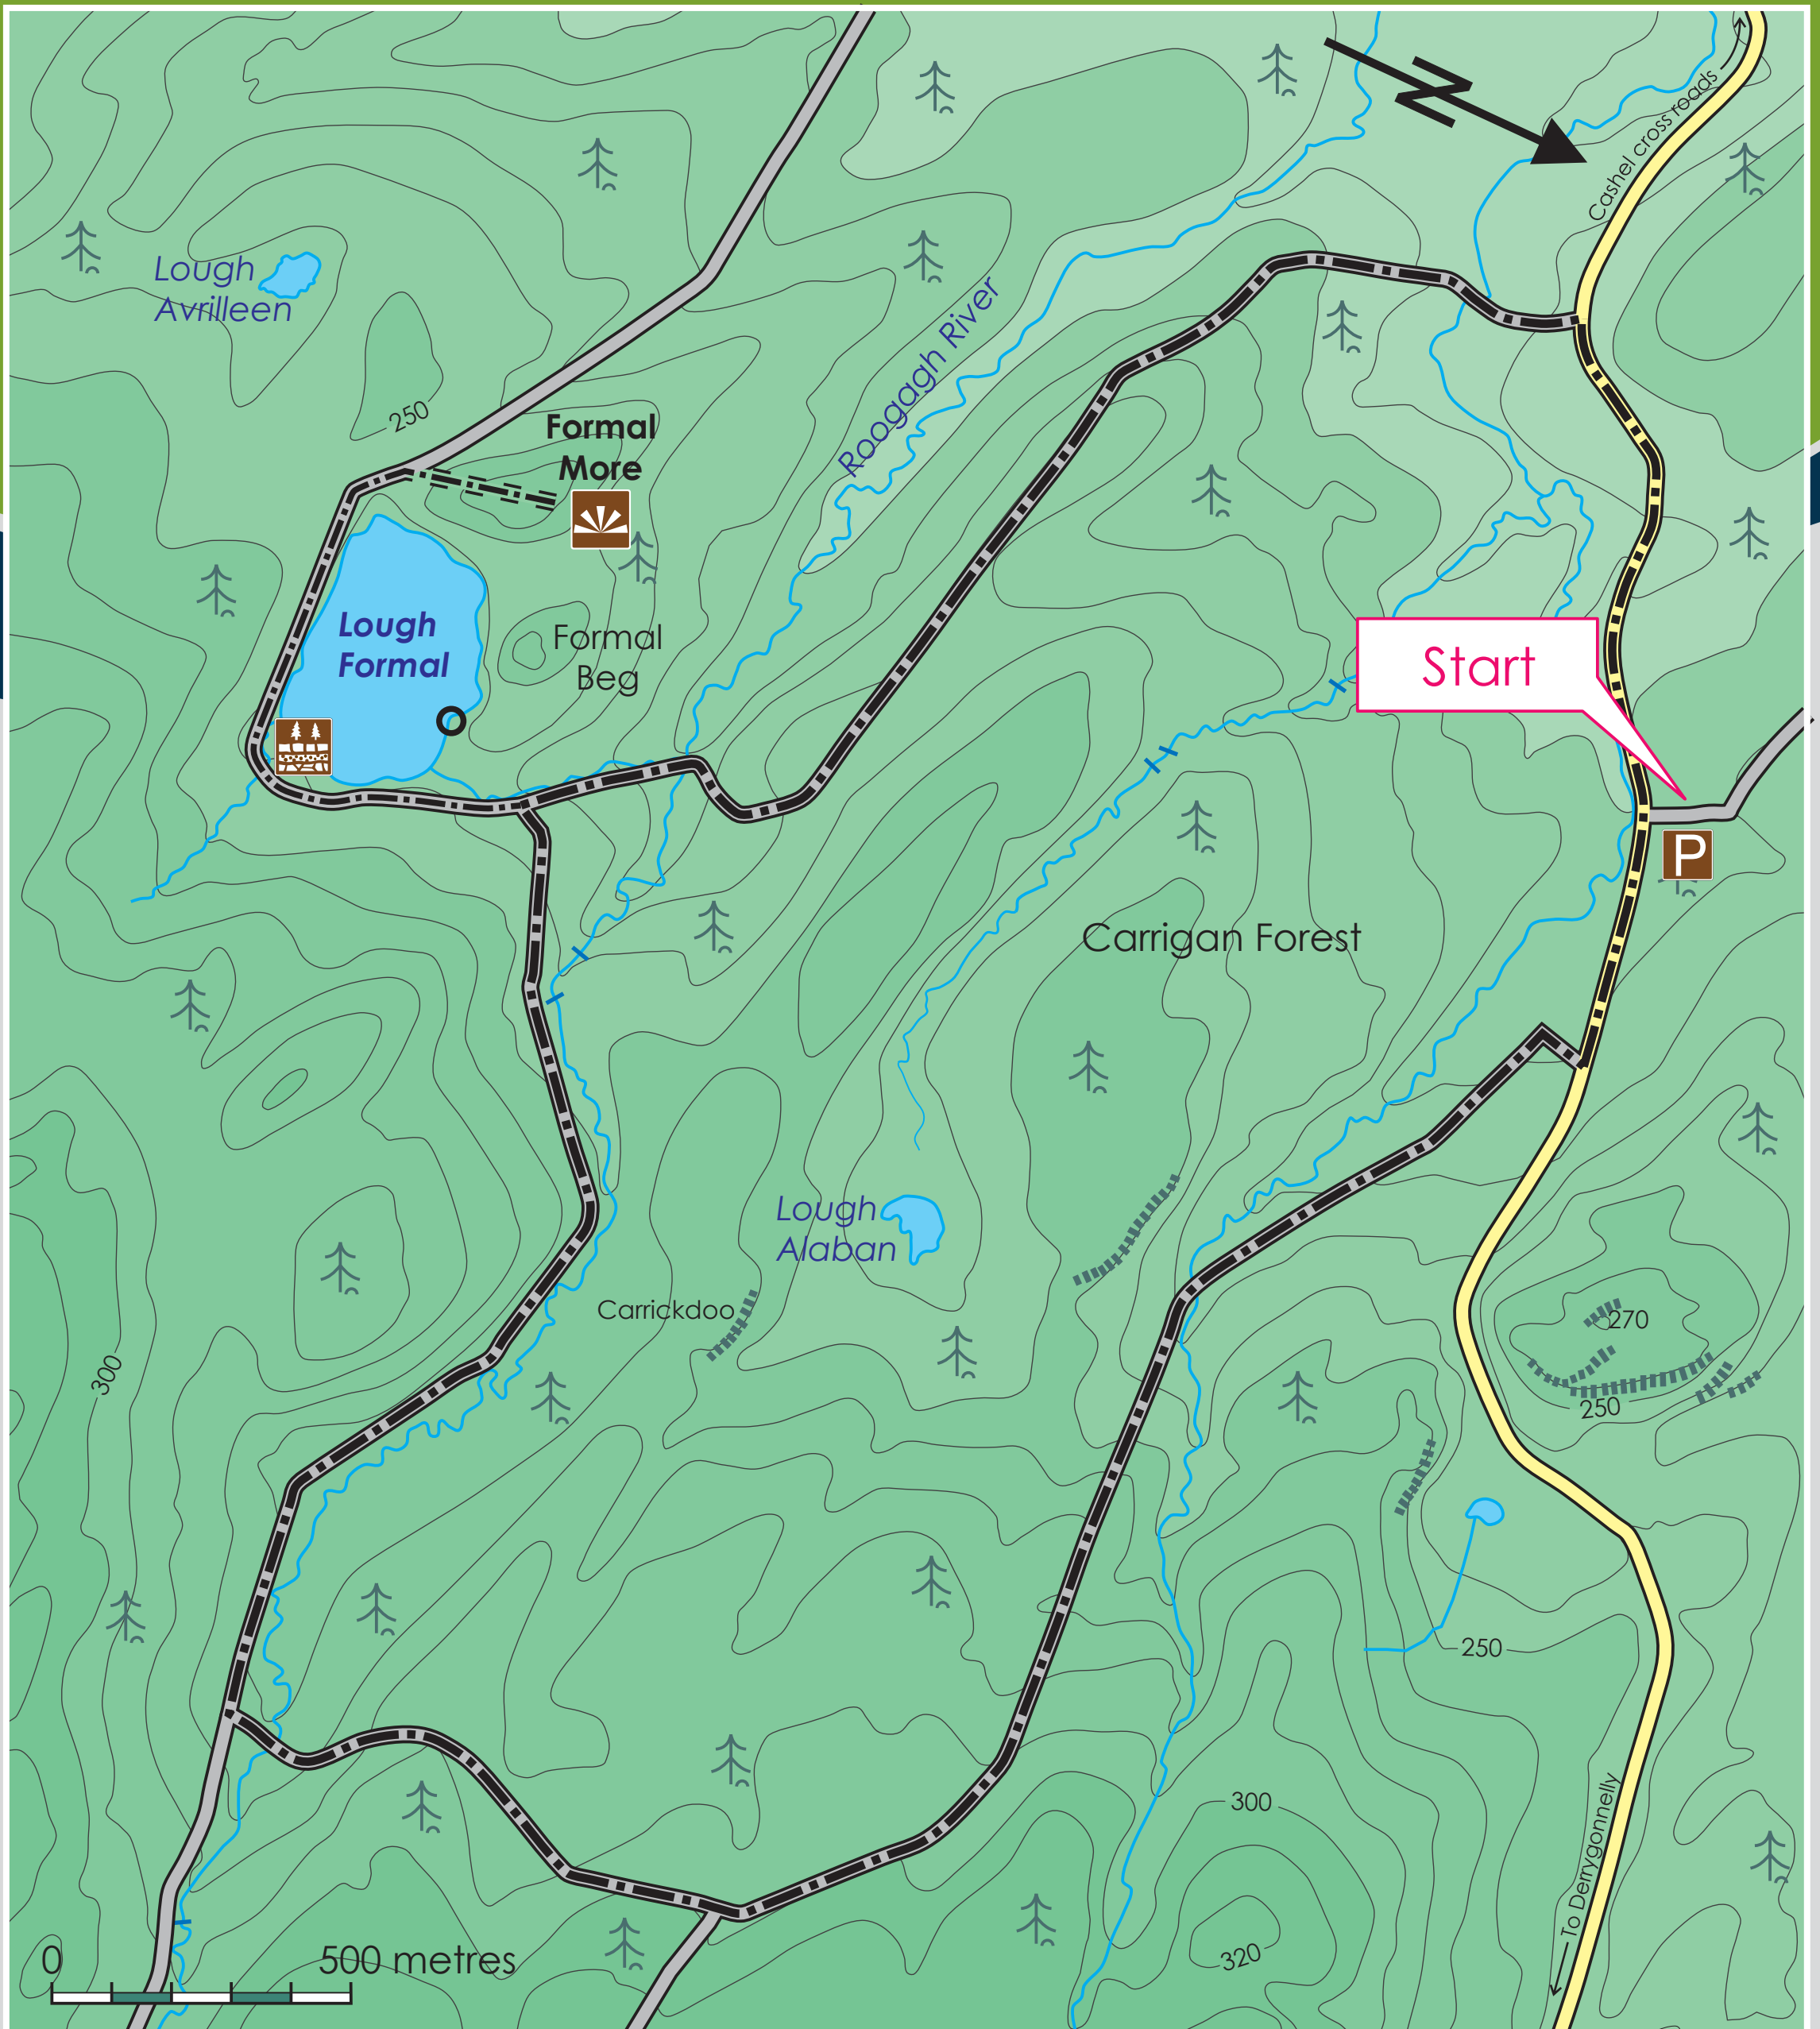 Cashel cross roads
Lough
Avrilleen
250
Formal
More
Roogagh River
Lough
Formal
Formal
Beg
Start
P
Carrigan Forest
Lough
Alaban
Carrickdoo
270
250
300
250
300
320
To Derrygonnelly
0 500 metres
N